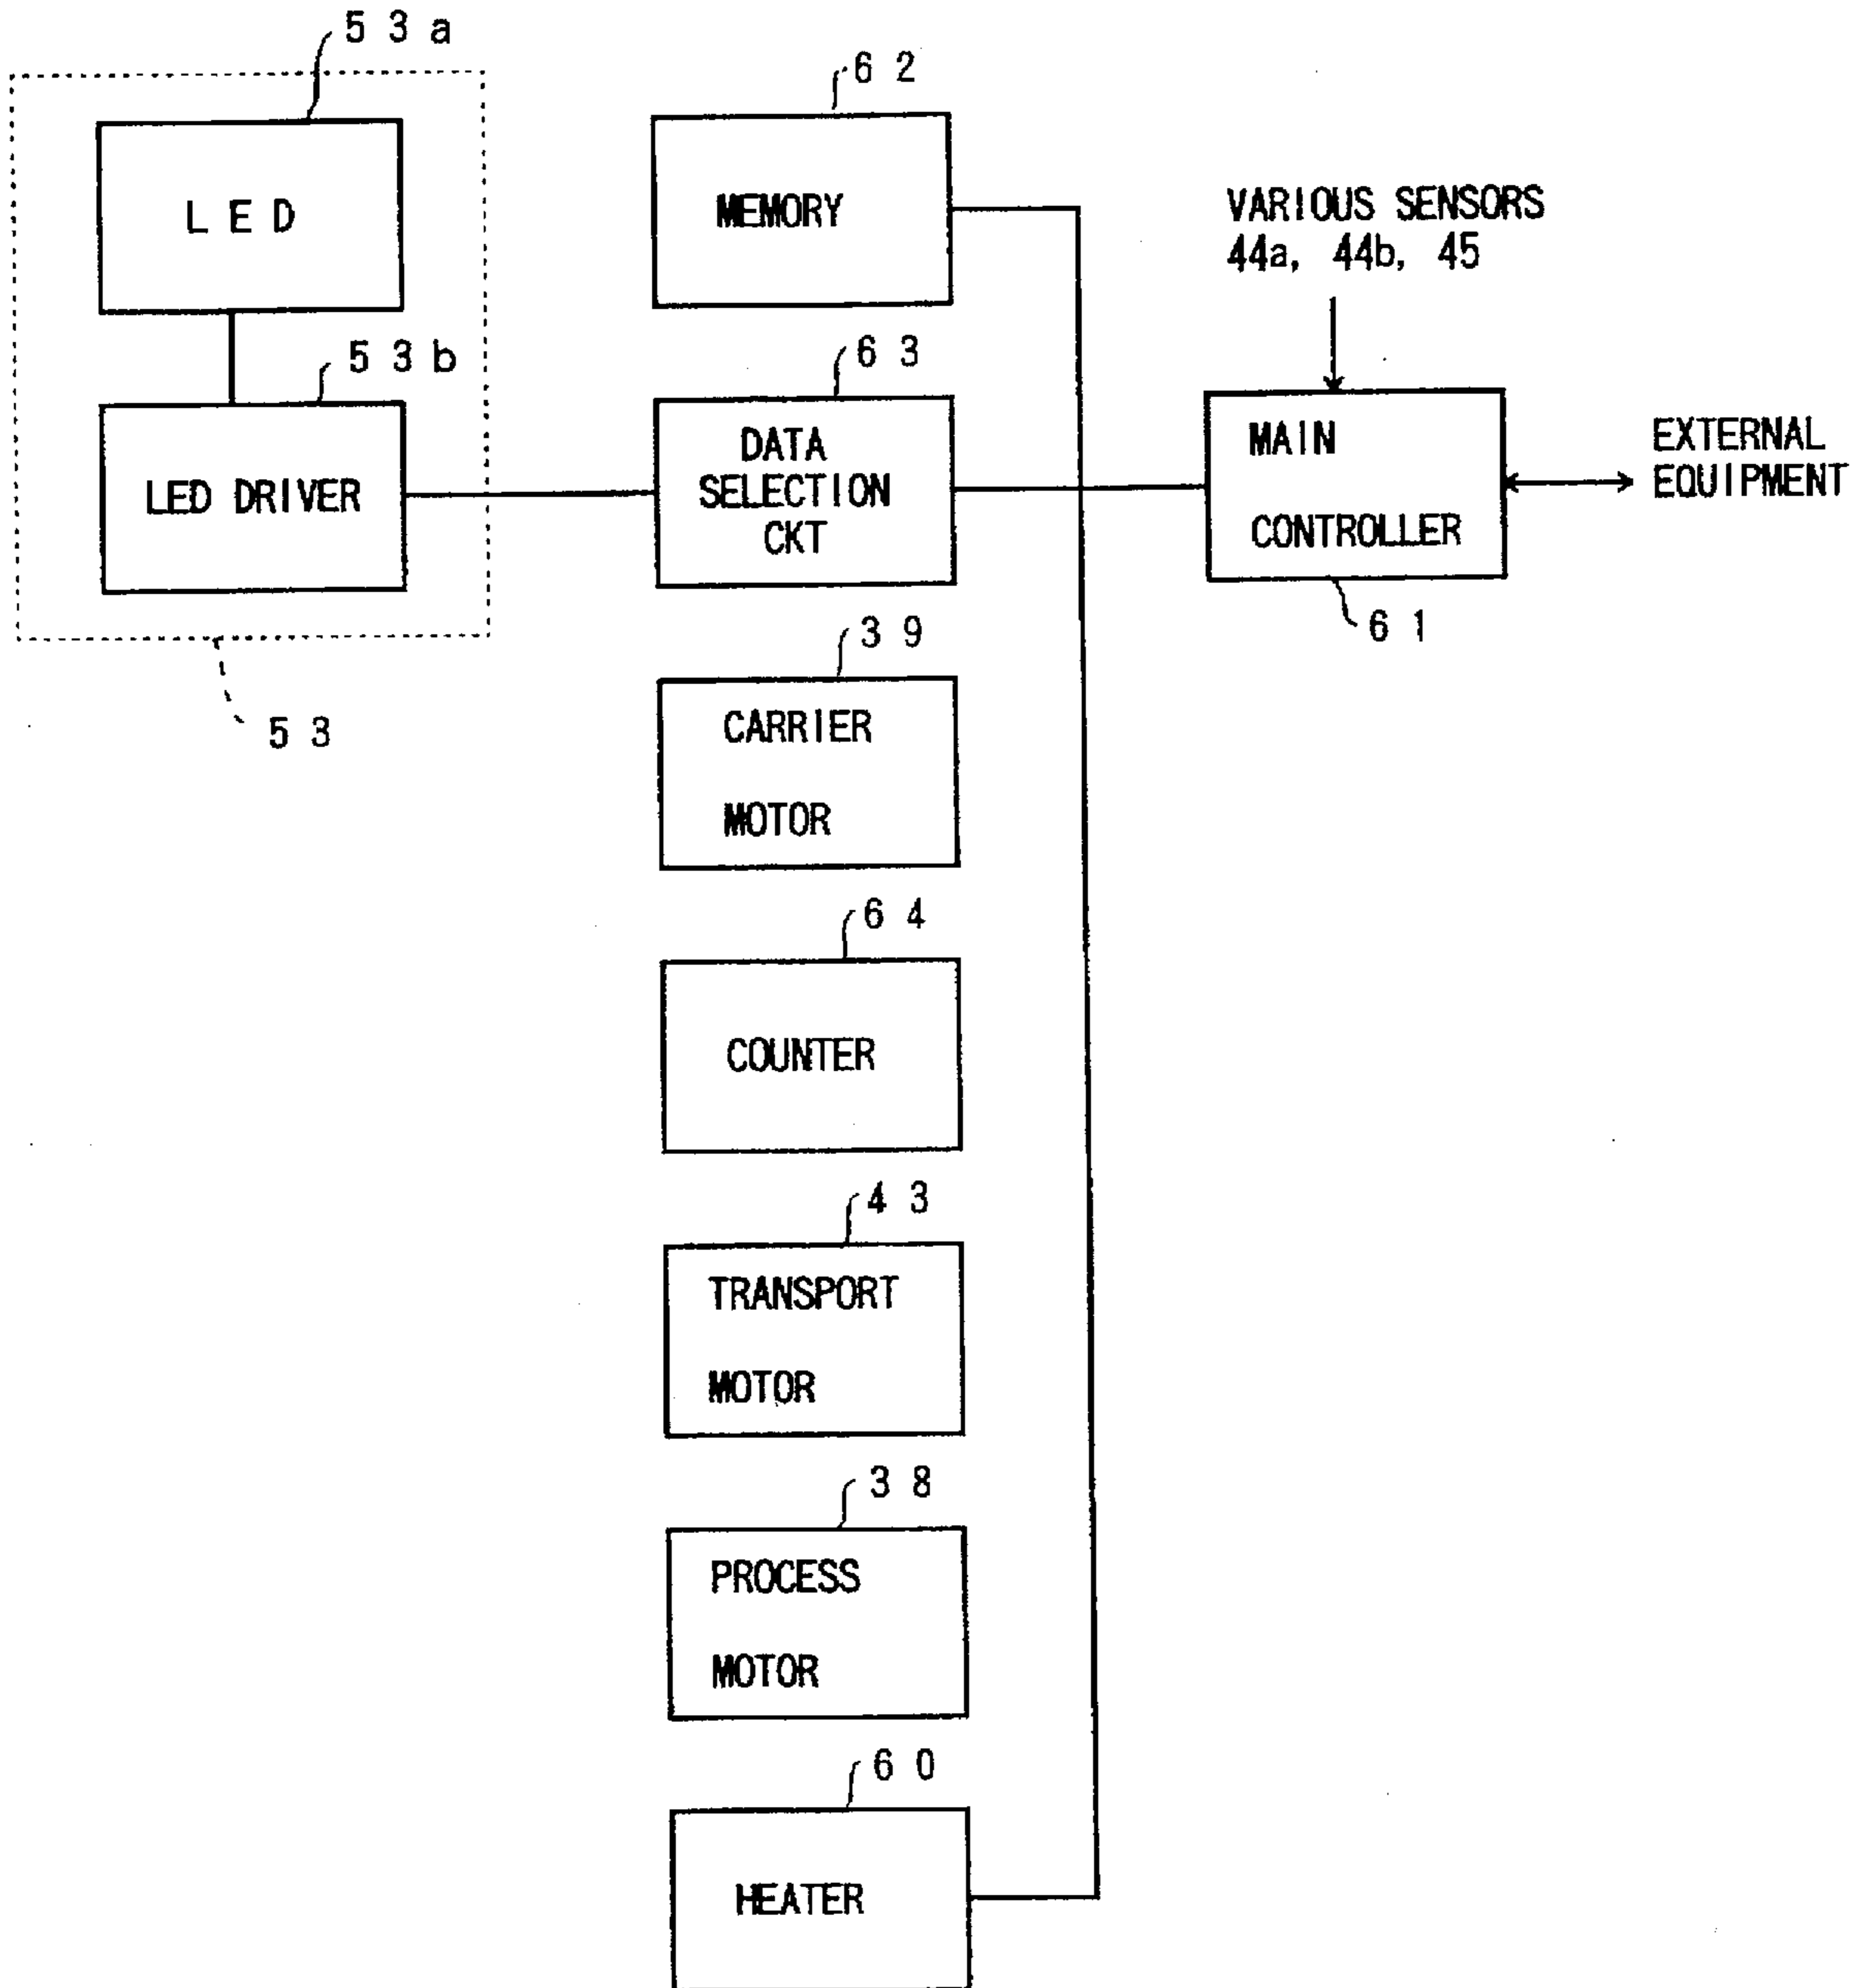 5 3 a
L E D
5 3 b
LED DRIVER
5 3
6 2
MEMORY
6 3
DATA
SELECTION
CKT
3 9
CARRIER
MOTOR
6 4
COUNTER
4 3
TRANSPORT
MOTOR
3 8
PROCESS
MOTOR
6 0
HEATER
VARIOUS SENSORS
44a, 44b, 45
MAIN
CONTROLLER
6 1
EXTERNAL
EQUIPMENT